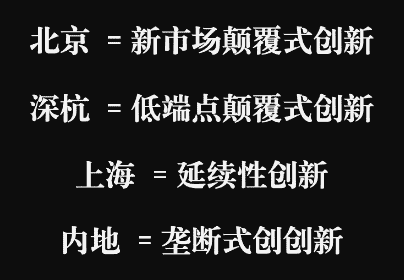 北京 = 新市场颠覆式创新
深杭 = 低端点颠覆式创新
上海 = 延续性创新
内地 = 垄断式创创新